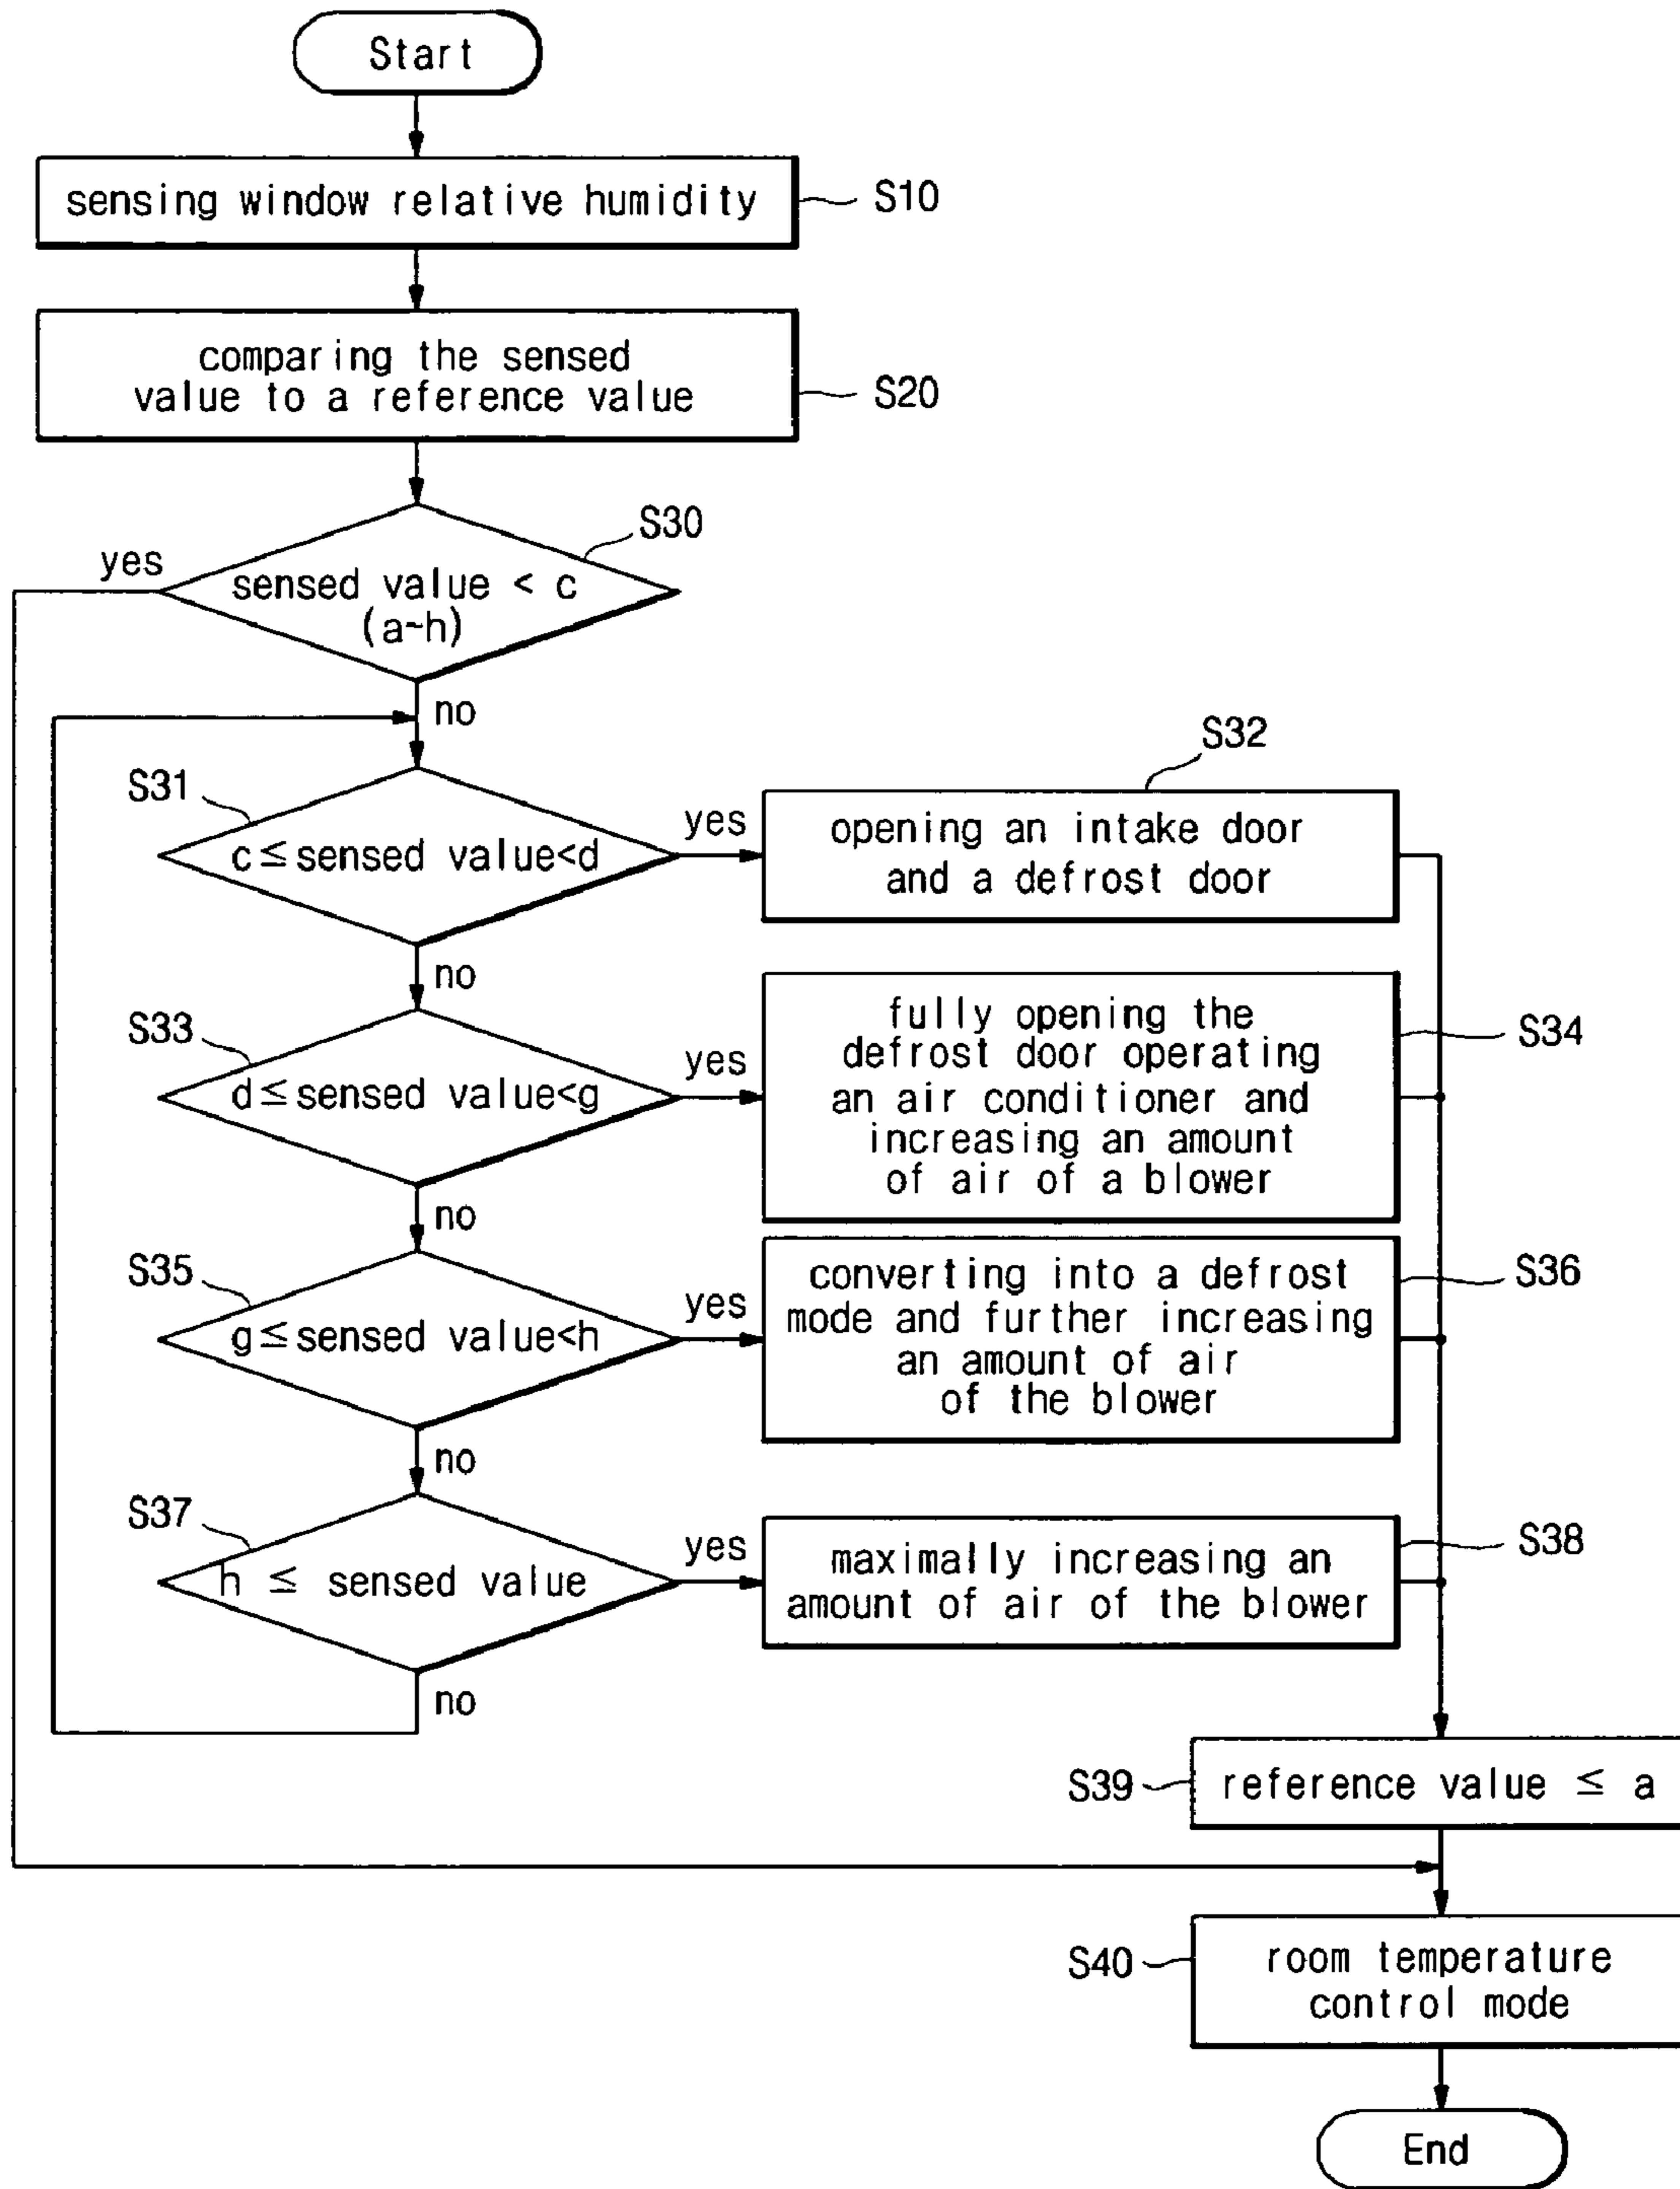 Start
sensing window relative humidity
S10
comparing the sensed
value to a reference value
S20
S30
yes
sensed value < c
(a~h)
no
S31
c≤sensed value<d
yes
S32
opening an intake door
and a defrost door
no
S33
d≤sensed value<g
yes
fully opening the
defrost door operating
an air conditioner and
increasing an amount
of air of a blower
S34
no
S35
g≤sensed value<h
yes
converting into a defrost
mode and further increasing
an amount of air
of the blower
S36
no
S37
h ≤ sensed value
yes
maximally increasing an
amount of air of the blower
S38
no
S39
reference value ≤ a
S40
room temperature
control mode
End